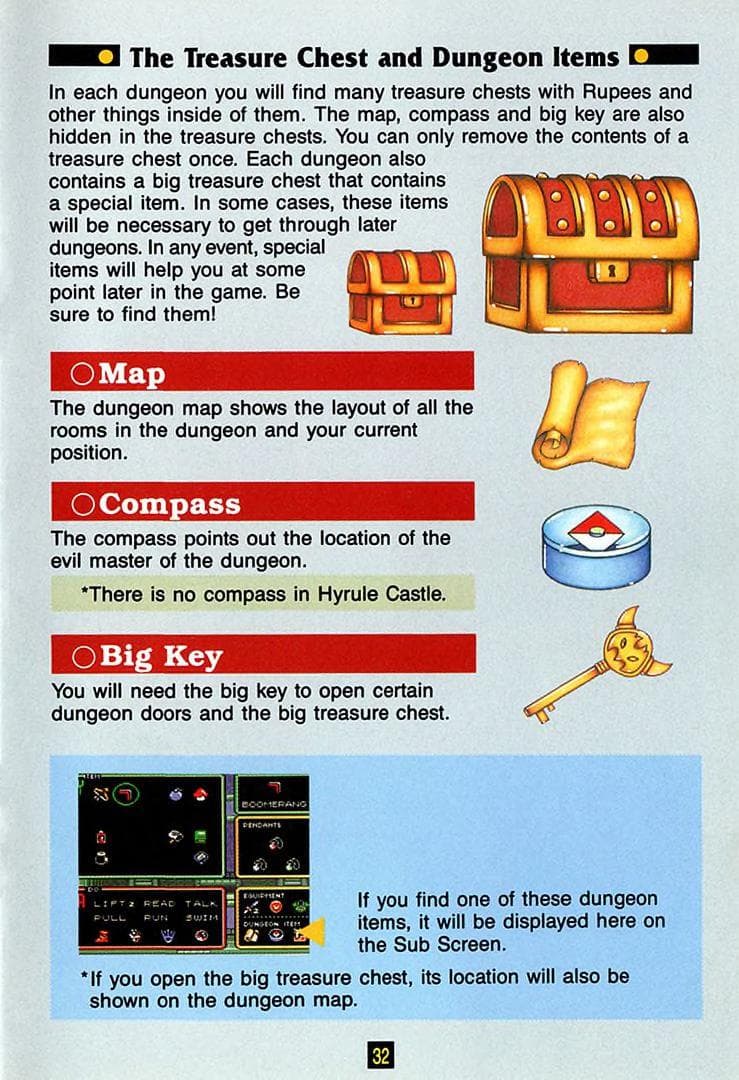 The Treasure Chest and Dungeon Items
In each dungeon you will find many treasure chests with Rupees and
other things inside of them. The map, compass and big key are also
hidden in the treasure chests. You can only remove the contents of a
treasure chest once. Each dungeon also
contains a big treasure chest that contains
a special item. In some cases, these items
will be necessary to get through later
dungeons. In any event, special
items will help you at some
point later in the game. Be
sure to find them!
○Map
The dungeon map shows the layout of all the
rooms in the dungeon and your current
position.
○Compass
The compass points out the location of the
evil master of the dungeon.
*There is no compass in Hyrule Castle.
○Big Key
You will need the big key to open certain
dungeon doors and the big treasure chest.
ITEM
BOOMERANG
PENDANTS
DO
LIFT2 READ TALK
PULL RUN SWIM
EQUIPMENT
DUNGEON ITEM
If you find one of these dungeon
items, it will be displayed here on
the Sub Screen.
*If you open the big treasure chest, its location will also be
shown on the dungeon map.
32